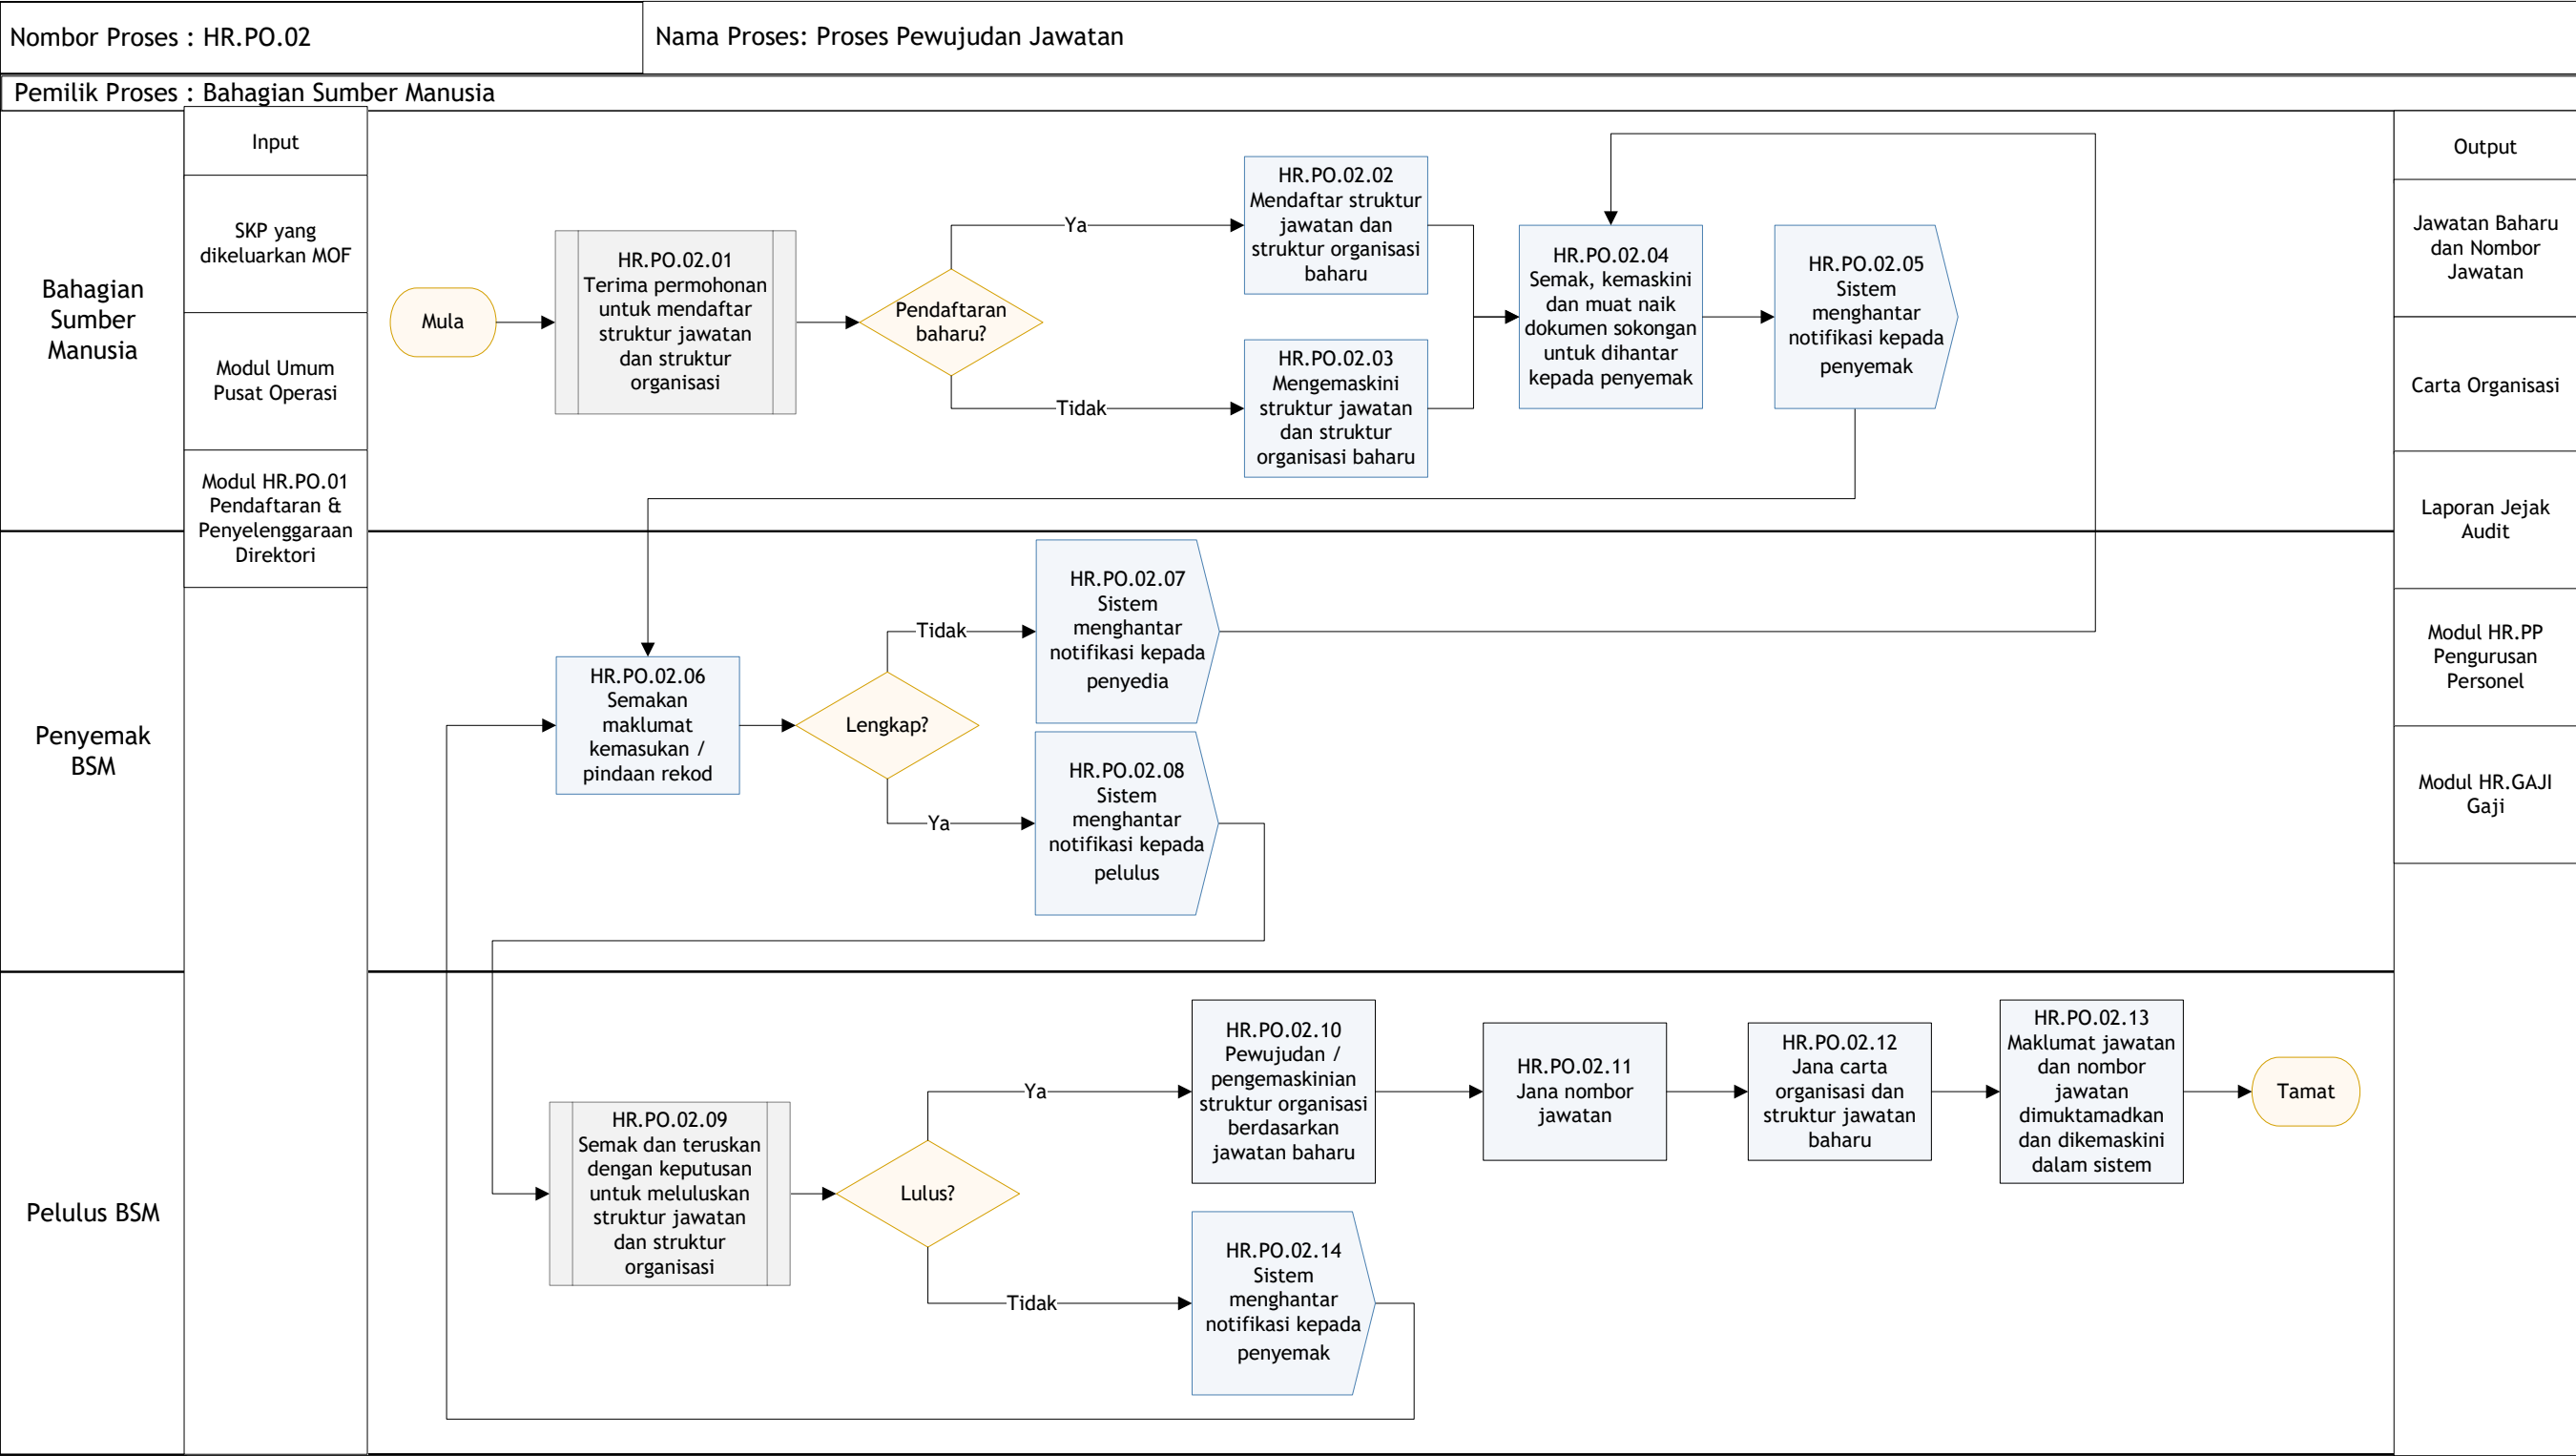 Nombor Proses : HR.PO.02
Nama Proses: Proses Pewujudan Jawatan
Pemilik Proses : Bahagian Sumber Manusia
Bahagian
Sumber
Manusia
Input
SKP yang
dikeluarkan MOF
Modul Umum
Pusat Operasi
Modul HR.PO.01
Pendaftaran &
Penyelenggaraan
Direktori
Mula
HR.PO.02.01
Terima permohonan
untuk mendaftar
struktur jawatan
dan struktur
organisasi
Pendaftaran
baharu?
Ya
Tidak
HR.PO.02.02
Mendaftar struktur
jawatan dan
struktur organisasi
baharu
HR.PO.02.03
Mengemaskini
struktur jawatan
dan struktur
organisasi baharu
HR.PO.02.04
Semak, kemaskini
dan muat naik
dokumen sokongan
untuk dihantar
kepada penyemak
HR.PO.02.05
Sistem
menghantar
notifikasi kepada
penyemak
Output
Jawatan Baharu
dan Nombor
Jawatan
Carta Organisasi
Laporan Jejak
Audit
Modul HR.PP
Pengurusan
Personel
Modul HR.GAJI
Gaji
Penyemak
BSM
HR.PO.02.06
Semakan
maklumat
kemasukan /
pindaan rekod
Lengkap?
Tidak
Ya
HR.PO.02.07
Sistem
menghantar
notifikasi kepada
penyedia
HR.PO.02.08
Sistem
menghantar
notifikasi kepada
pelulus
Pelulus BSM
HR.PO.02.09
Semak dan teruskan
dengan keputusan
untuk meluluskan
struktur jawatan
dan struktur
organisasi
Lulus?
Ya
Tidak
HR.PO.02.10
Pewujudan /
pengemaskinian
struktur organisasi
berdasarkan
jawatan baharu
HR.PO.02.11
Jana nombor
jawatan
HR.PO.02.12
Jana carta
organisasi dan
struktur jawatan
baharu
HR.PO.02.13
Maklumat jawatan
dan nombor
jawatan
dimuktamadkan
dan dikemaskini
dalam sistem
Tamat
HR.PO.02.14
Sistem
menghantar
notifikasi kepada
penyemak